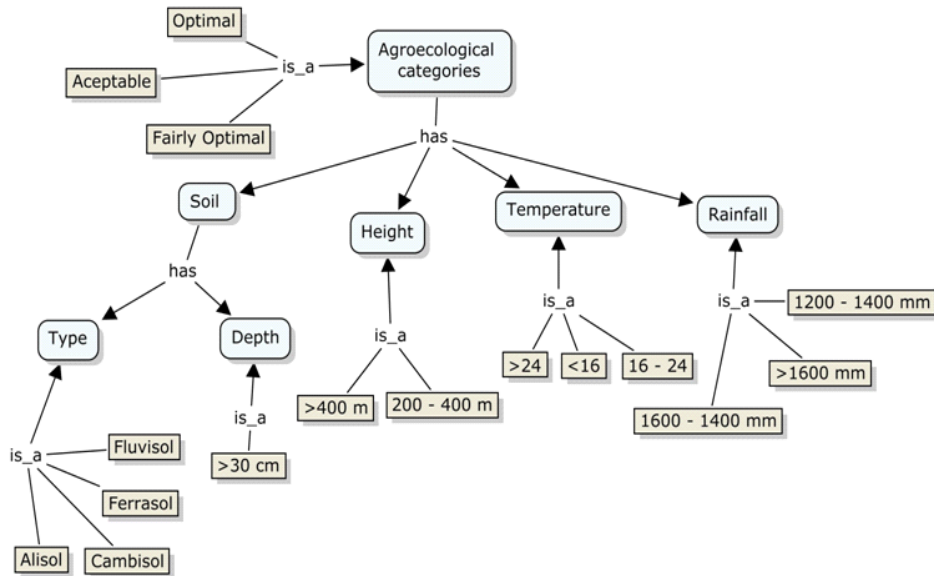 Optimal
is_a
Agroecological
categories
Aceptable
Fairly Optimal
has
Soil
Height
Temperature
Rainfall
has
Type
Depth
is_a
is_a
is_a
1200 - 1400 mm
>24
<16
16 - 24
>1600 mm
>400 m
200 - 400 m
1600 - 1400 mm
is_a
is_a
Fluvisol
>30 cm
Ferrasol
Alisol
Cambisol